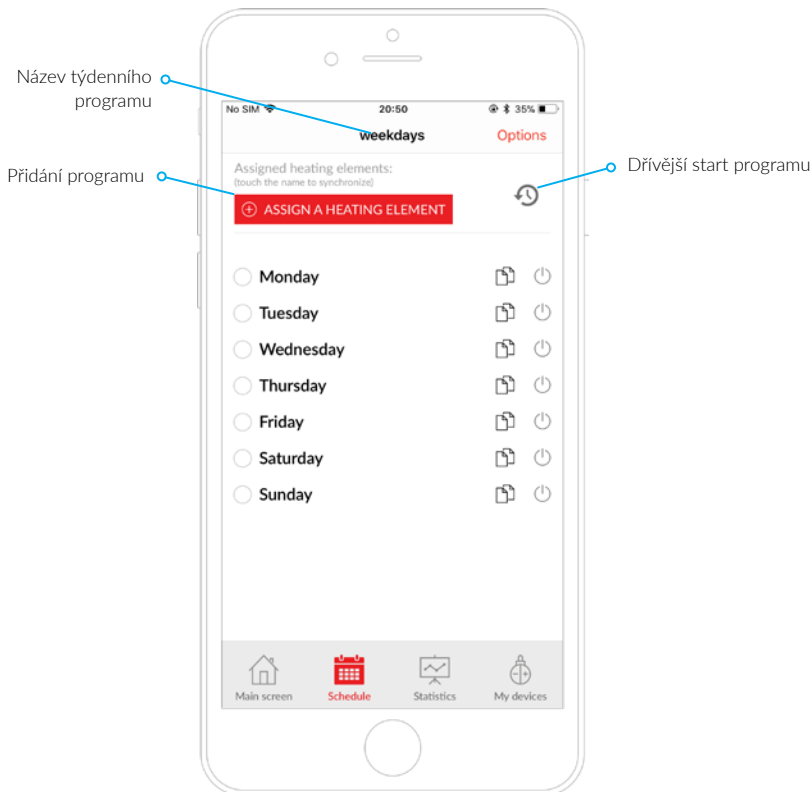 Název týdenního
programu
No SIM 20:50 35%
weekdays Options
Přidání programu
Dřívější start programu
Assigned heating elements:
(touch the name to synchronize)
ASSIGN A HEATING ELEMENT
Monday
Tuesday
Wednesday
Thursday
Friday
Saturday
Sunday
Main screen Schedule Statistics My devices